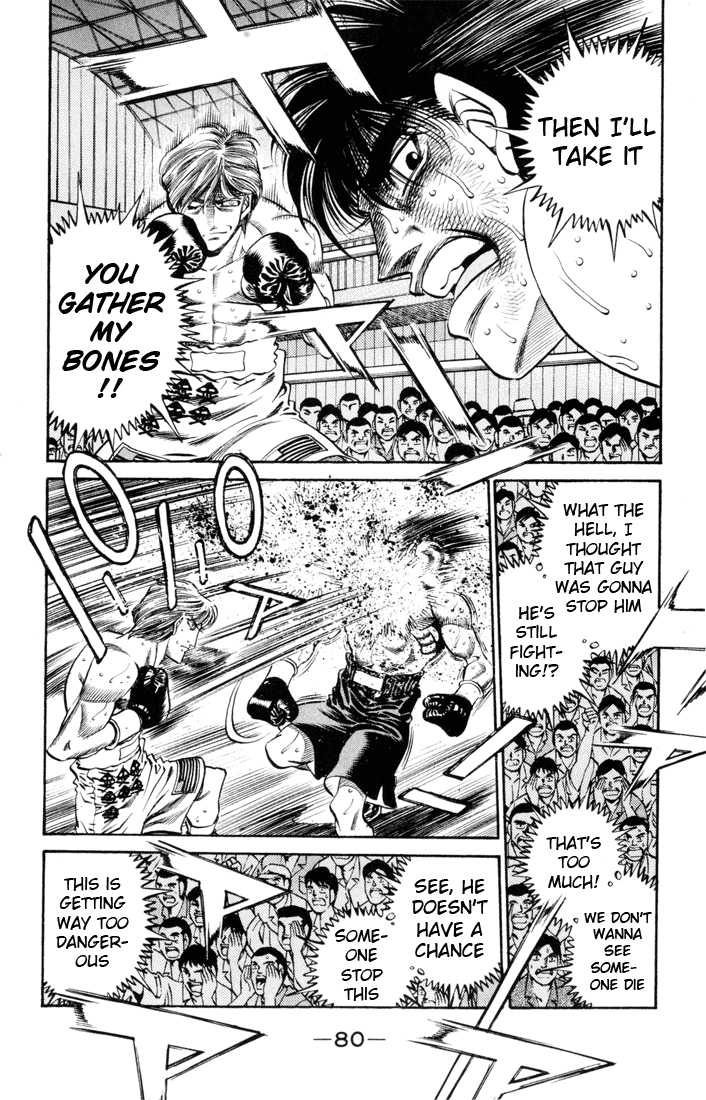 THEN I'LL
TAKE IT
YOU
GATHER
MY
BONES
!!
WHAT THE
HELL, I
THOUGHT
THAT GUY
WAS GONNA
STOP HIM
HE'S
STILL
FIGHT-
ING!?
THAT'S
TOO
MUCH!
WE DON'T
WANNA
SEE
SOME-
ONE DIE
SEE, HE
DOESN'T
HAVE A
CHANCE
SOME-
ONE STOP
THIS
THIS IS
GETTING
WAY TOO
DANGER-
OUS
—80—